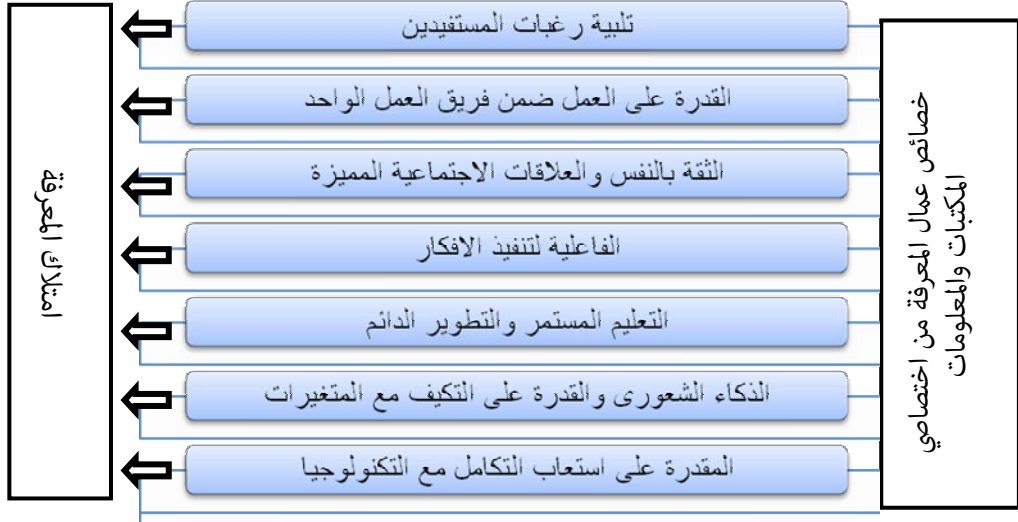 خصائص عمال المعرفة من اختصاصي
المكتبات والمعلومات
تلبية رغبات المستفيدين
القدرة على العمل ضمن فريق العمل الواحد
الثقة بالنفس والعلاقات الاجتماعية المميزة
الفاعلية لتنفيذ الافكار
التعليم المستمر والتطوير الدائم
الذكاء الشعورى والقدرة على التكيف مع المتغيرات
المقدرة على استعاب التكامل مع التكنولوجيا
امتلاك المعرفة